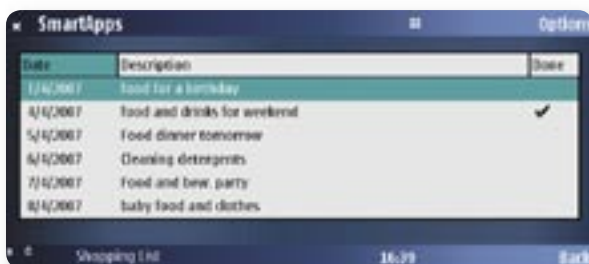 SmartApps Option
Date Description Done
1/4/2007 food for a birthday
4/4/2007 food and drinks for weekend
5/4/2007 Food dinner tomorrow
6/4/2007 Cleaning detergents
7/4/2007 Food and bew. party
8/4/2007 baby food and clothes
Shopping List 16:39 Back